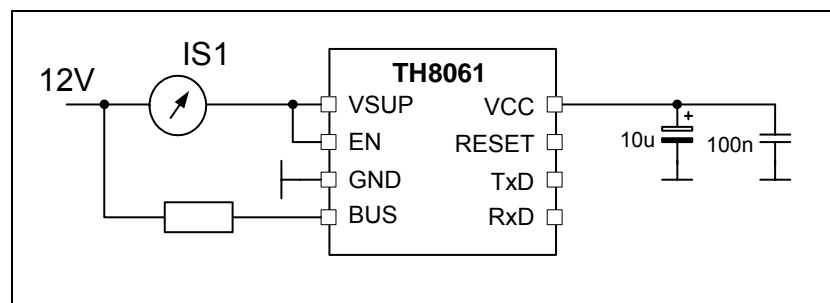 IS1
12V
TH8061
VSUP
VCC
+
EN
RESET
10u
100n
GND
TxD
BUS
RxD